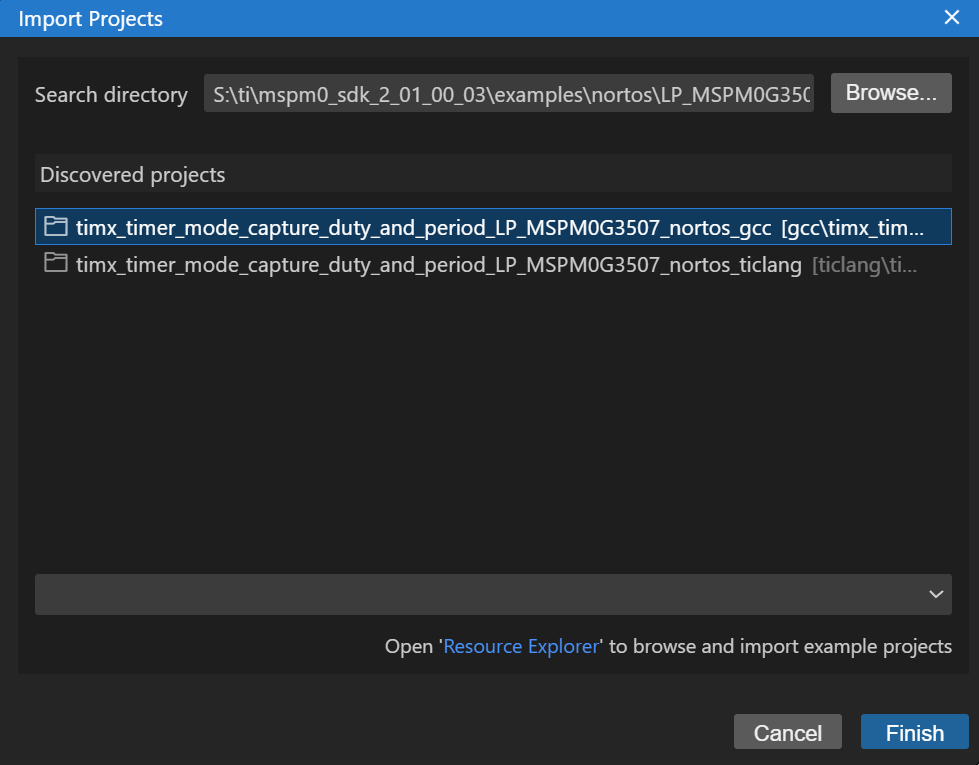 Import Projects
Search directory S:\ti\mspm0_sdk_2_01_00_03\examples\nortos\LP_MSPM0G350 Browse...
Discovered projects
timx_timer_mode_capture_duty_and_period_LP_MSPM0G3507_nortos_gcc [gcc\timx_tim...
timx_timer_mode_capture_duty_and_period_LP_MSPM0G3507_nortos_ticlang [ticlang\ti...
Open 'Resource Explorer' to browse and import example projects
Cancel Finish